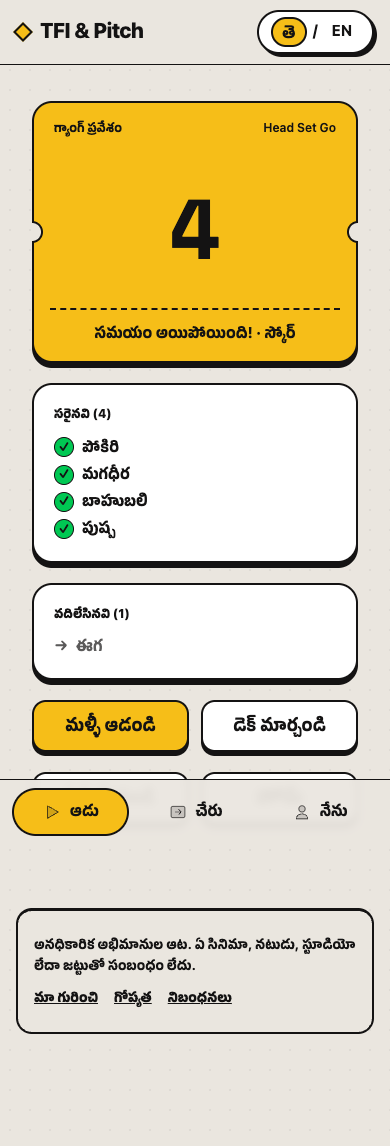 TFI & Pitch
తె / EN
గ్యాంగ్ ప్రవేశం
Head Set Go
4
సమయం అయిపోయింది! · స్కోర్
సరైనవి (4)
పోకిరి
మగధీర
బాహుబలి
పుష్ప
వదిలేసినవి (1)
→ ఈగ
మళ్ళీ ఆడండి
డెక్ మార్చండి
ఆడు
చేరు
నేను
అనధికారిక అభిమానుల ఆట. ఏ సినిమా, నటుడు, స్టూడియో
లేదా జట్టుతో సంబంధం లేదు.
మా గురించి గోప్యత నిబంధనలు